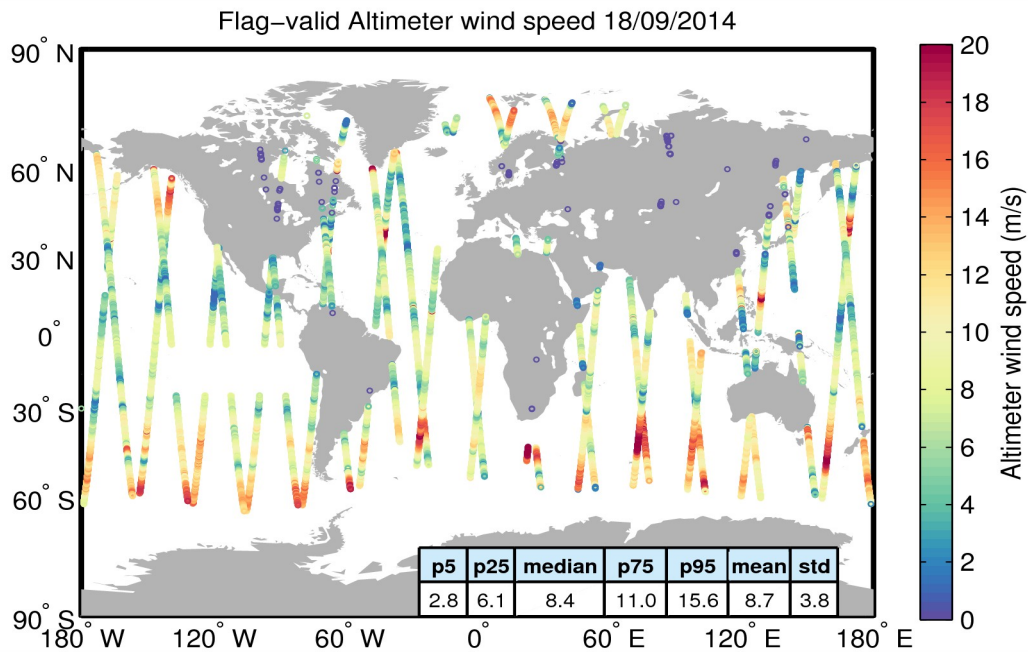 Flag−valid Altimeter wind speed 18/09/2014
90° N
60° N
30° N
0°
30° S
60° S
90° S
180° W
120° W
60° W
0°
60° E
120° E
180° E
p5 p25 median p75 p95 mean std
2.8 6.1 8.4 11.0 15.6 8.7 3.8
20
18
16
14
12
10
8
6
4
2
0
Altimeter wind speed (m/s)